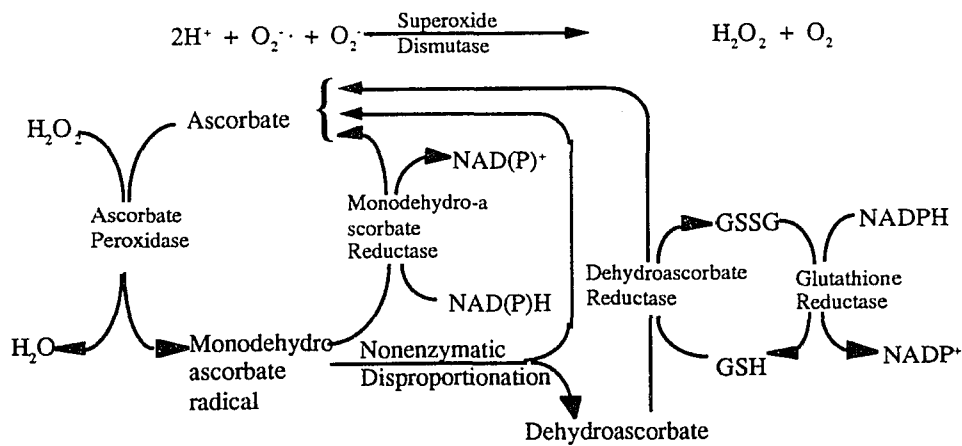 Superoxide
2H⁺ + O₂⁻· + O₂⁻ Dismutase H₂O₂ + O₂
H₂O₂ Ascorbate {
NAD(P)⁺
Ascorbate
Peroxidase
Monodehydro-a
scorbate
Reductase
GSSG NADPH
Dehydroascorbate
Reductase
Glutathione
Reductase
NAD(P)H
H₂O
Monodehydro
ascorbate
radical
Nonenzymatic
Disproportionation
GSH NADP⁺
Dehydroascorbate